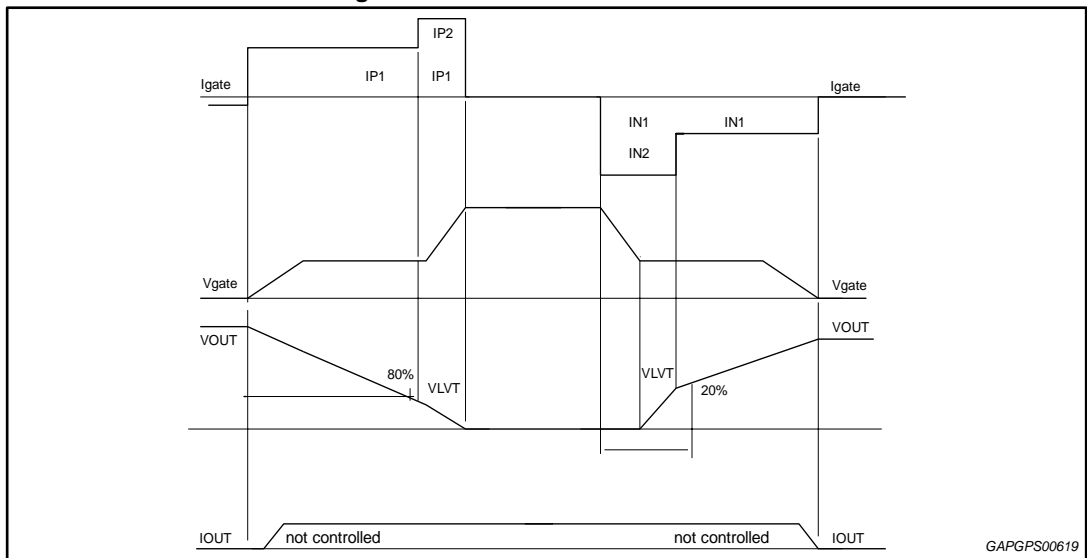 IP2
IP1 IP1
Igate Igate
IN1 IN1
IN2
Vgate Vgate
VOUT VOUT
80% VLVT VLVT 20%
IOUT not controlled not controlled IOUT
GAPGPS00619